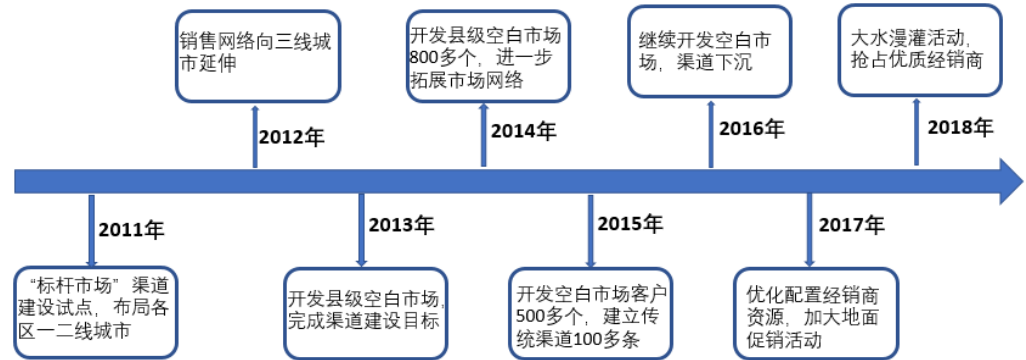 销售网络向三线城
市延伸
2012年
开发县级空白市场
800多个，进一步
拓展市场网络
2014年
继续开发空白市
场，渠道下沉
2016年
大水漫灌活动，
抢占优质经销商
2018年
2011年
“标杆市场”渠道
建设试点，布局各
区一二线城市
2013年
开发县级空白市场，
完成渠道建设目标
2015年
开发空白市场客户
500多个，建立传
统渠道100多条
2017年
优化配置经销商
资源，加大地面
促销活动